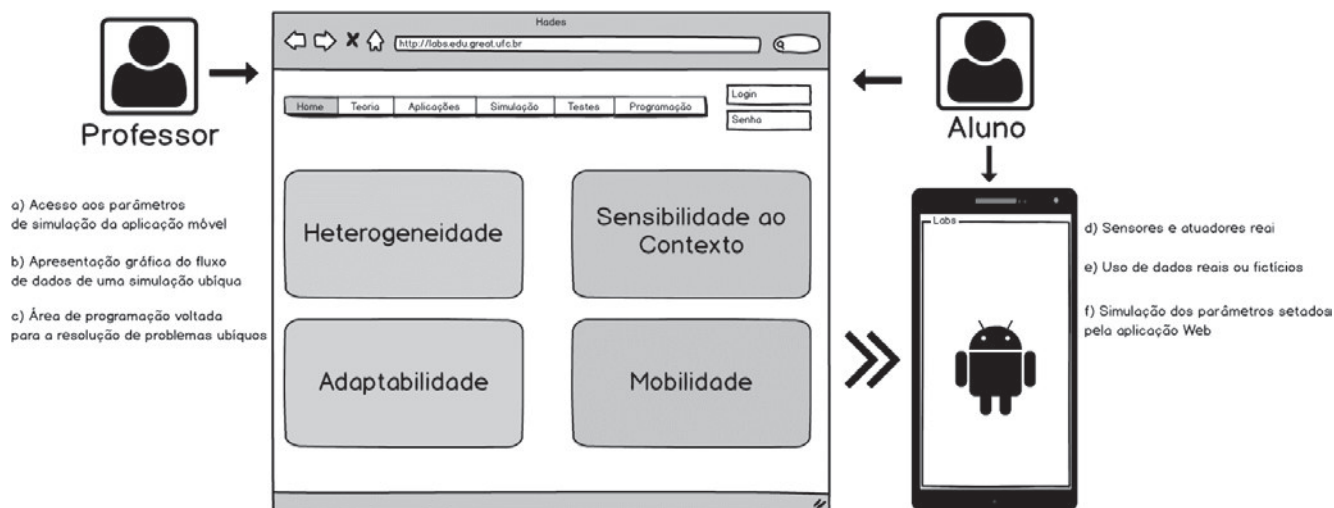 Hades
http://labs.edu.great.ufc.br
Home Teoria Aplicações Simulação Testes Programação
Login
Senha
Professor
Aluno
a) Acesso aos parâmetros
de simulação da aplicação móvel
b) Apresentação gráfica do fluxo
de dados de uma simulação ubíqua
c) Área de programação voltada
para a resolução de problemas ubíquos
Heterogeneidade
Sensibilidade ao
Contexto
Adaptabilidade
Mobilidade
Labs
d) Sensores e atuadores reai
e) Uso de dados reais ou fictícios
f) Simulação dos parâmetros setados
pela aplicação Web